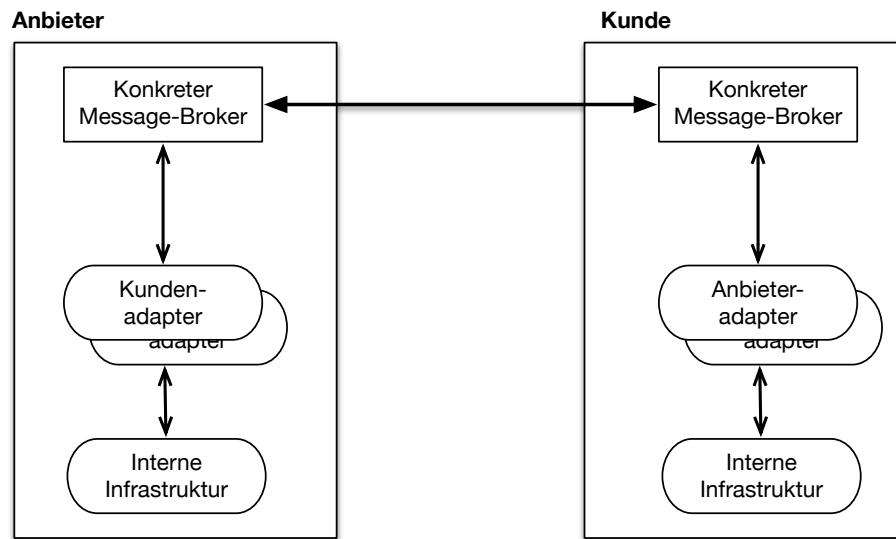 Anbieter
Konkreter
Message-Broker
Kunden-
adapter
adapter
Interne
Infrastruktur
Kunde
Konkreter
Message-Broker
Anbieter-
adapter
adapter
Interne
Infrastruktur